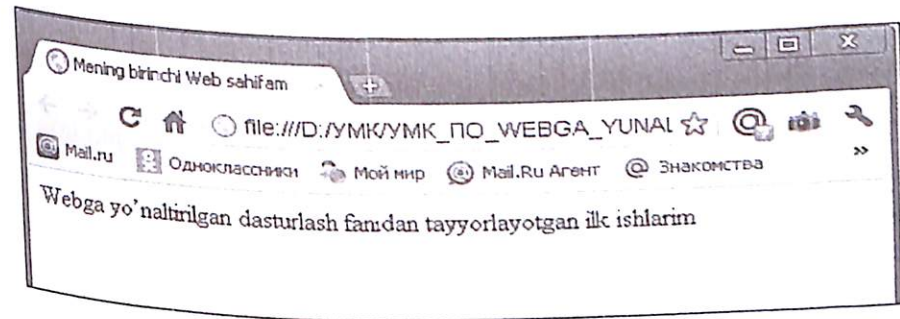 Mening birinchi Web sahifam
file:///D:/УМК/УМК_ПО_WEBGA_YUNAL
Mail.ru Одноклассники Мой мир Mail.Ru Агент Знакомства
Webga yo'naltirilgan dasturlash fanidan tayyorlayotgan ilk ishlarim